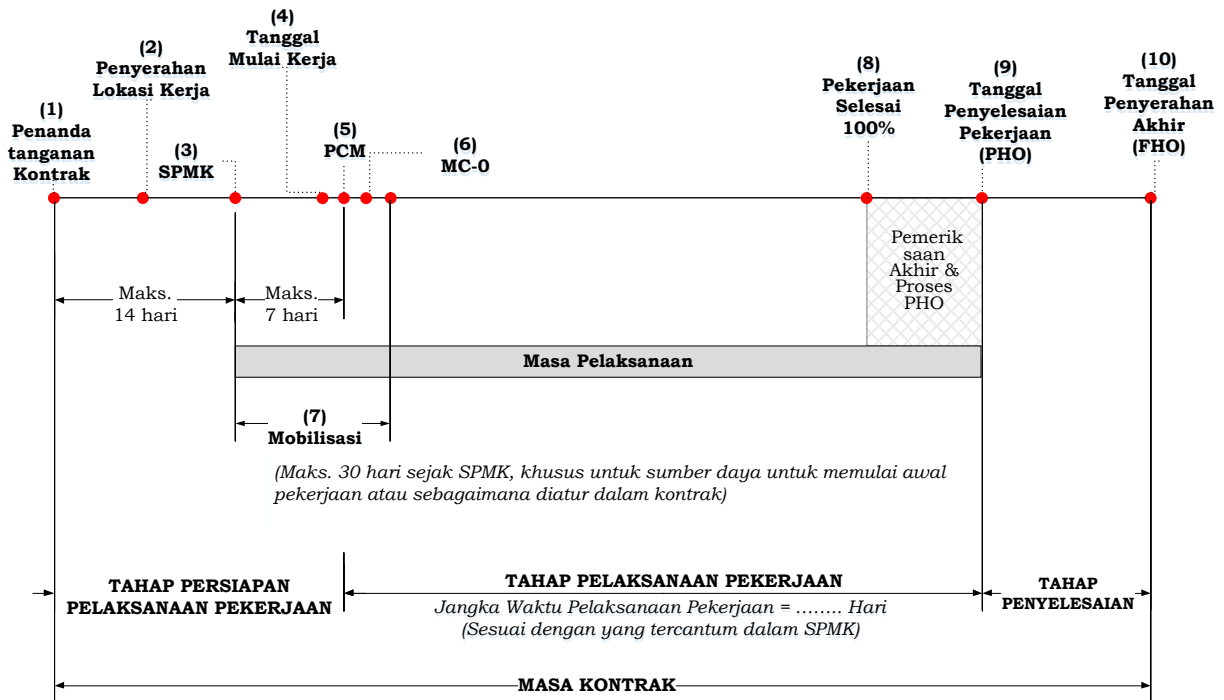 (1)
Penanda
tanganan
Kontrak
(2)
Penyerahan
Lokasi Kerja
(3)
SPMK
(4)
Tanggal
Mulai Kerja
(5)
PCM
(6)
MC-0
(8)
Pekerjaan
Selesai
100%
(9)
Tanggal
Penyelesaian
Pekerjaan
(PHO)
(10)
Tanggal
Penyerahan
Akhir
(FHO)
Pemerik
saan
Akhir &
Proses
PHO
Maks.
14 hari
Maks.
7 hari
Masa Pelaksanaan
(7)
Mobilisasi
(Maks. 30 hari sejak SPMK, khusus untuk sumber daya untuk memulai awal
pekerjaan atau sebagaimana diatur dalam kontrak)
TAHAP PERSIAPAN
PELAKSANAAN PEKERJAAN
TAHAP PELAKSANAAN PEKERJAAN
Jangka Waktu Pelaksanaan Pekerjaan = ........ Hari
(Sesuai dengan yang tercantum dalam SPMK)
TAHAP
PENYELESAIAN
MASA KONTRAK